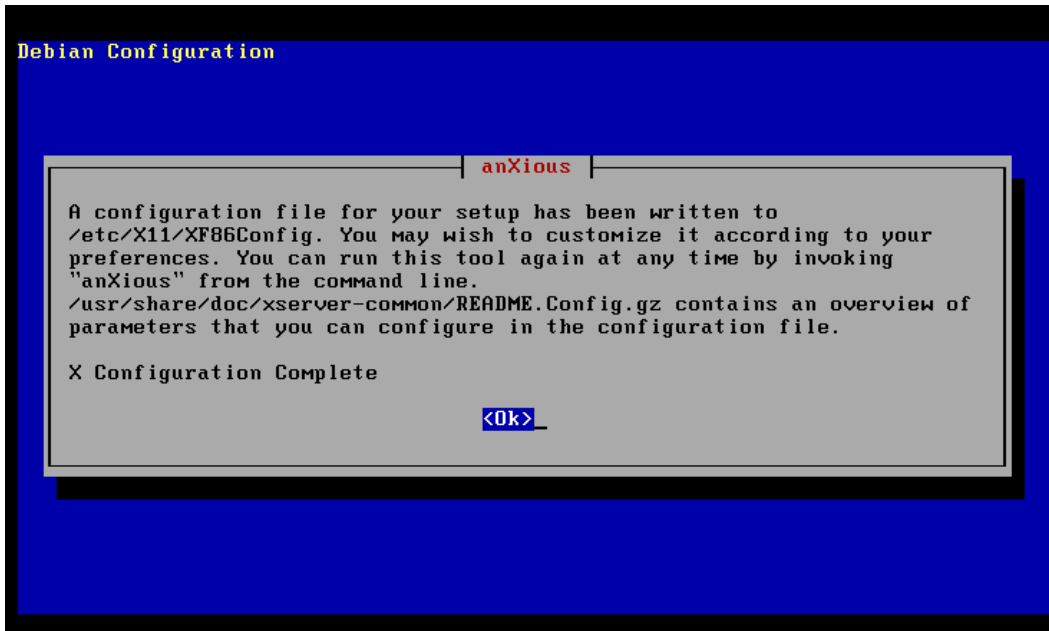 Debian Configuration
anXious
A configuration file for your setup has been written to
/etc/X11/XF86Config. You may wish to customize it according to your
preferences. You can run this tool again at any time by invoking
"anXious" from the command line.
/usr/share/doc/xserver-common/README.Config.gz contains an overview of
parameters that you can configure in the configuration file.
X Configuration Complete
<Ok>